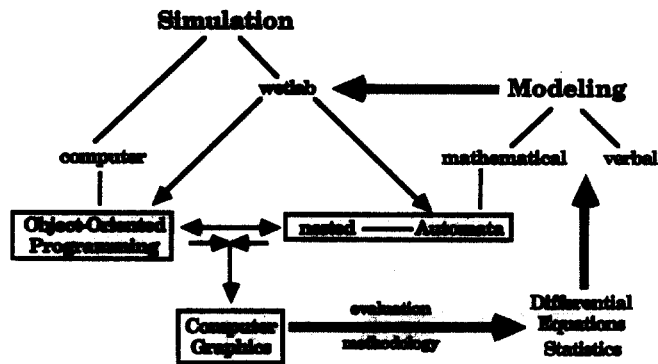 Simulation
wetlab
Modeling
computer
mathematical
verbal
Object-Oriented
Programming
nested
Automata
Computer
Graphics
evaluation
methodology
Differential
Equations
Statistics